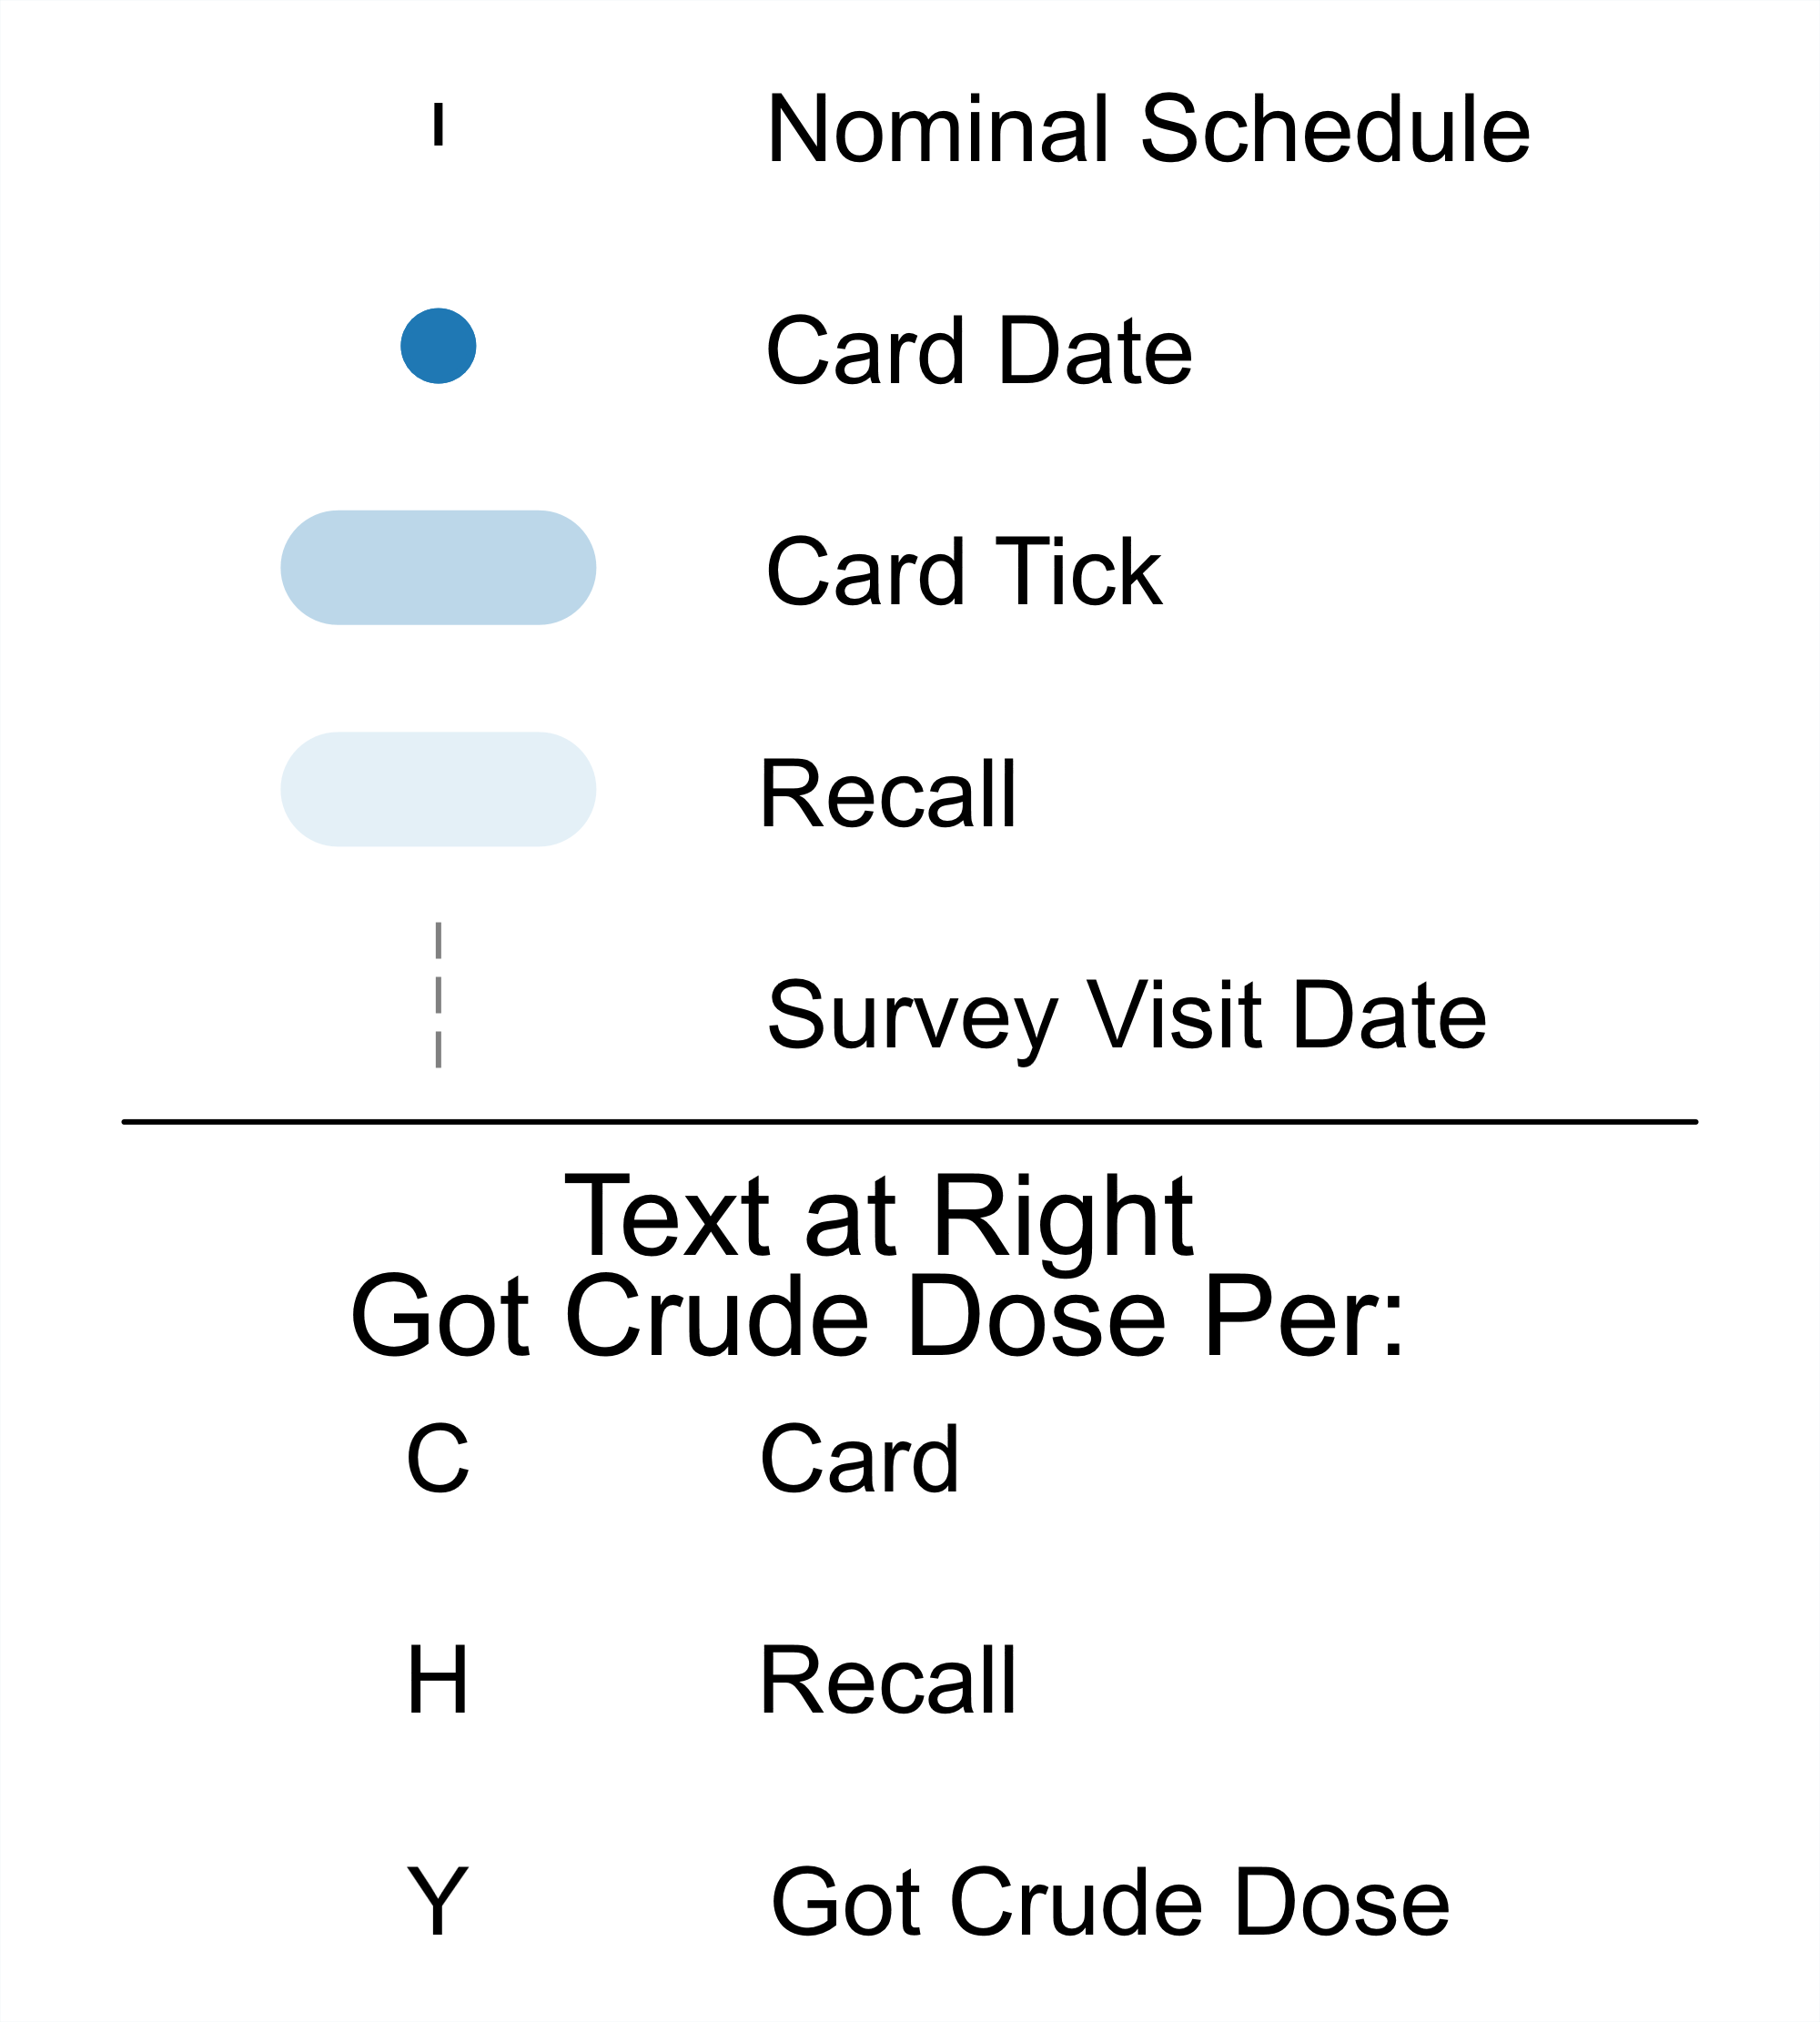 Nominal Schedule
Card Date
Card Tick
Recall
Survey Visit Date
Text at Right
Got Crude Dose Per:
C Card
H Recall
Y Got Crude Dose